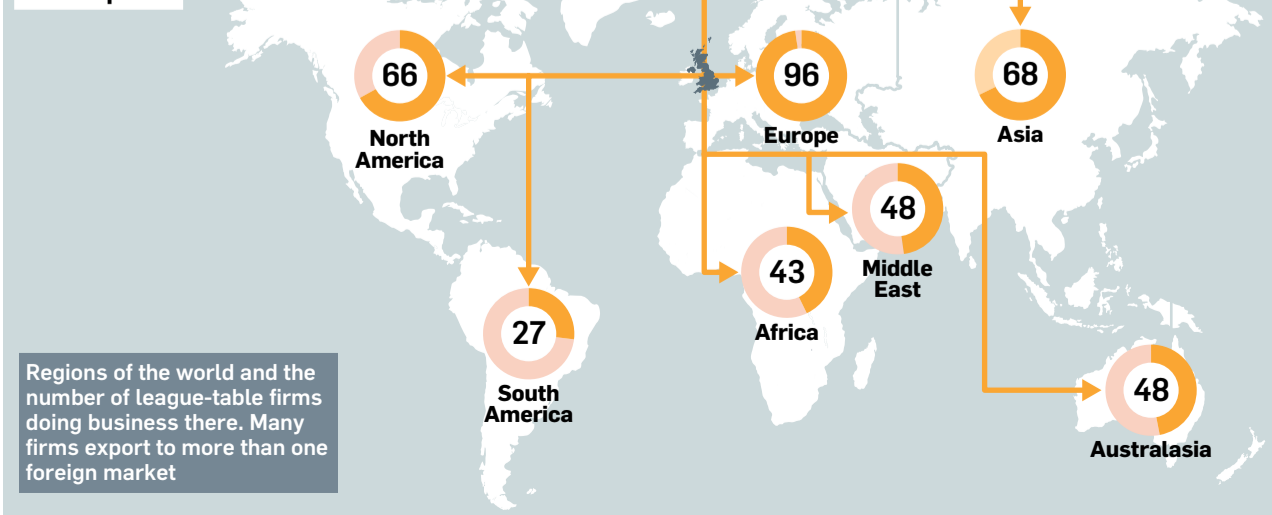 66
North
America
96
Europe
68
Asia
48
Middle
East
43
Africa
27
South
America
48
Australasia
Regions of the world and the
number of league-table firms
doing business there. Many
firms export to more than one
foreign market